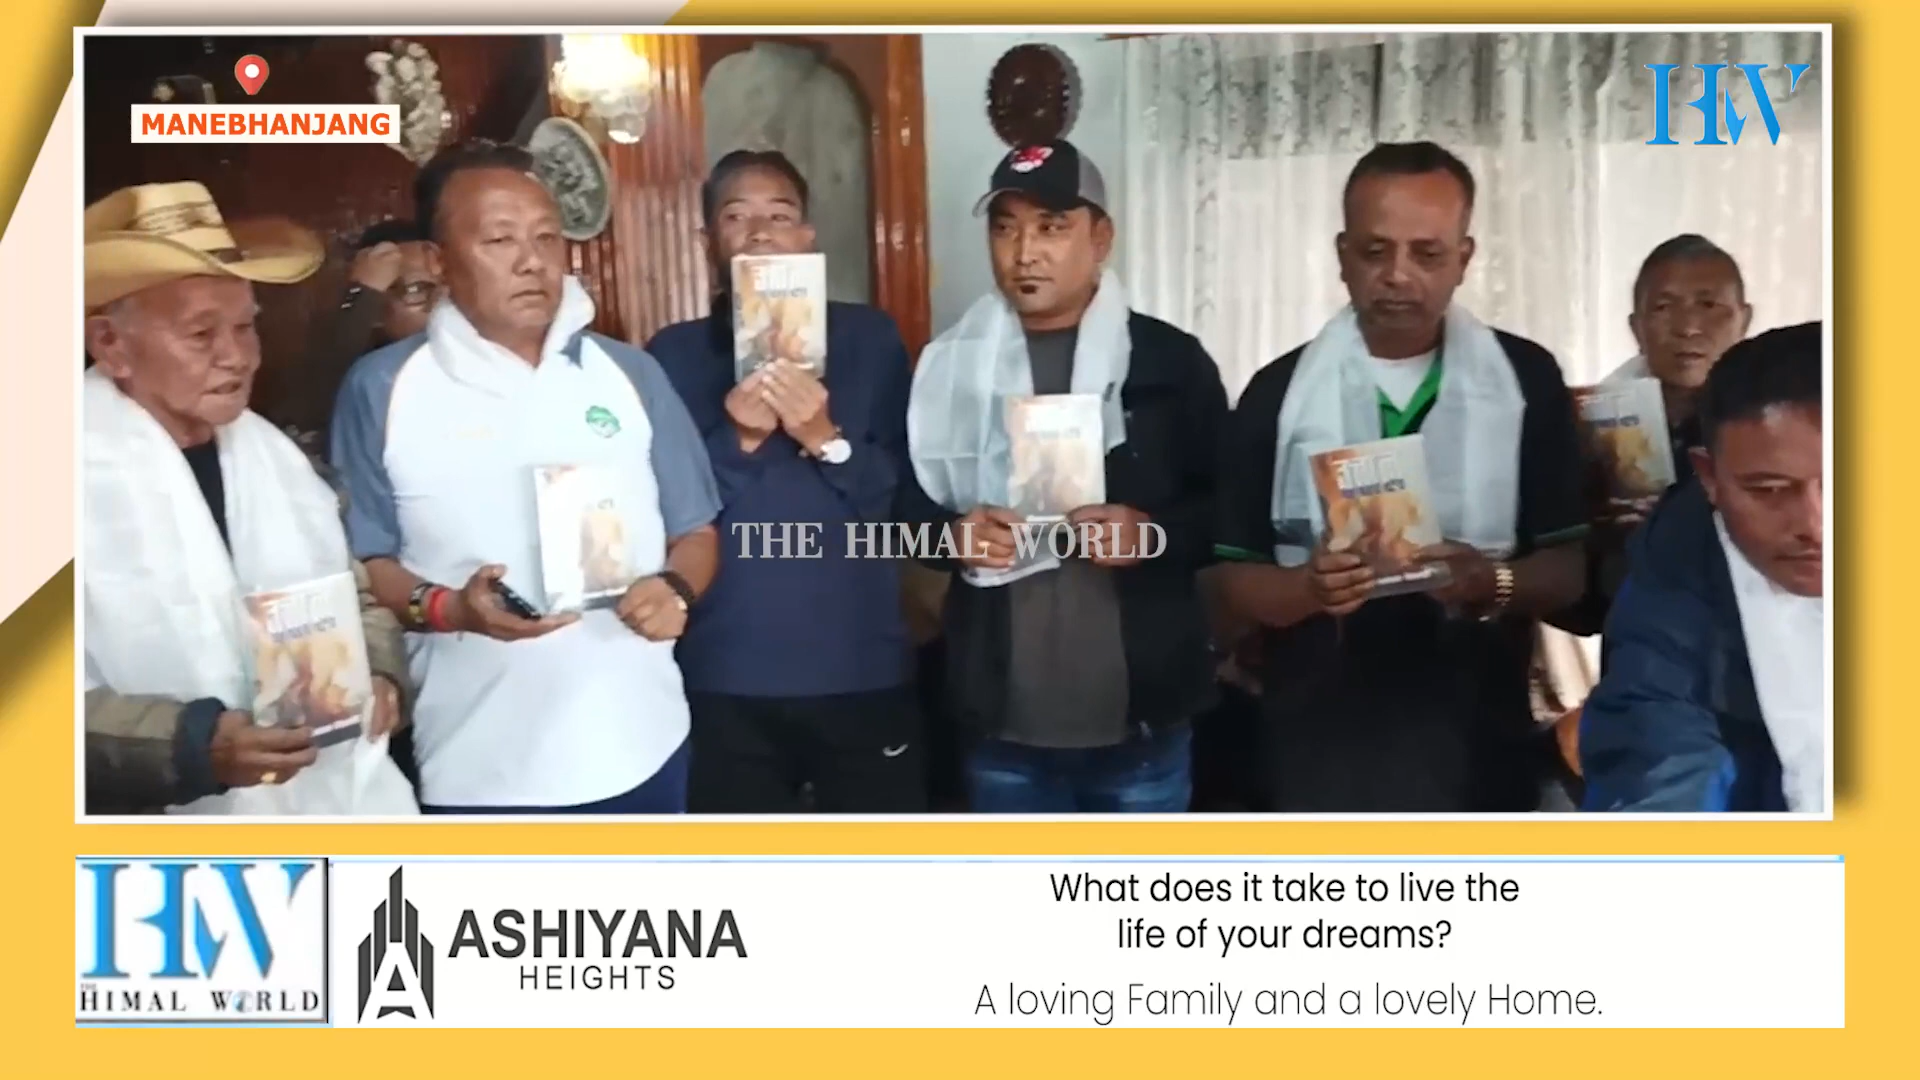 MANEBHANJANG
HW
THE HIMAL WORLD
HW
THE
HIMAL WORLD
ASHIYANA
HEIGHTS
What does it take to live the
life of your dreams?
A loving Family and a lovely Home.